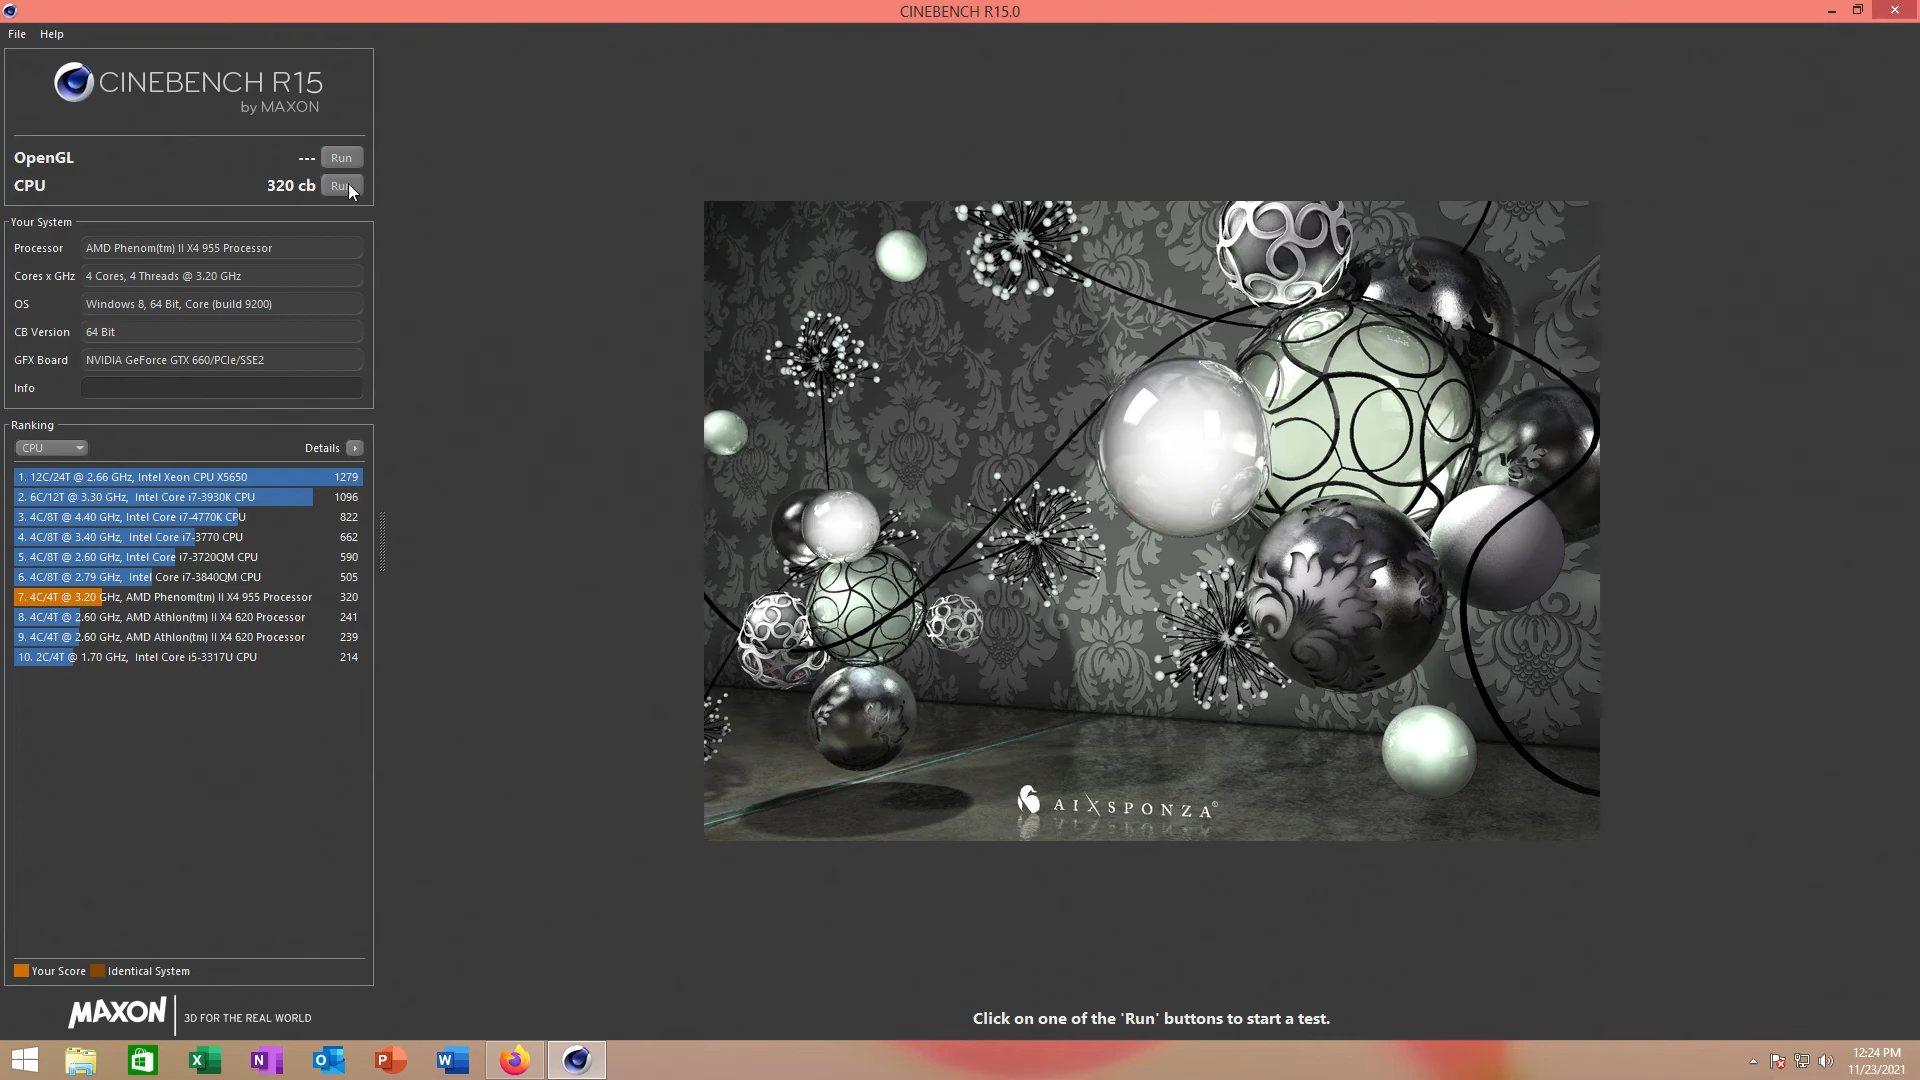 CINEBENCH R15.0
File Help
CINEBENCH R15
by MAXON
OpenGL --- Run
CPU 320 cb Run
Your System
Processor AMD Phenom(tm) II X4 955 Processor
Cores x GHz 4 Cores, 4 Threads @ 3.20 GHz
OS Windows 8, 64 Bit, Core (build 9200)
CB Version 64 Bit
GFX Board NVIDIA GeForce GTX 660/PCIe/SSE2
Info
Ranking
CPU Details
1. 12C/24T @ 2.66 GHz, Intel Xeon CPU X5650 1279
2. 6C/12T @ 3.30 GHz, Intel Core i7-3930K CPU 1096
3. 4C/8T @ 4.40 GHz, Intel Core i7-4770K CPU 822
4. 4C/8T @ 3.40 GHz, Intel Core i7-3770 CPU 662
5. 4C/8T @ 2.60 GHz, Intel Core i7-3720QM CPU 590
6. 4C/8T @ 2.79 GHz, Intel Core i7-3840QM CPU 505
7. 4C/4T @ 3.20 GHz, AMD Phenom(tm) II X4 955 Processor 320
8. 4C/4T @ 2.60 GHz, AMD Athlon(tm) II X4 620 Processor 241
9. 4C/4T @ 2.60 GHz, AMD Athlon(tm) II X4 620 Processor 239
10. 2C/4T @ 1.70 GHz, Intel Core i5-3317U CPU 214
AIXSPONZA®
Your Score Identical System
MAXON 3D FOR THE REAL WORLD
Click on one of the 'Run' buttons to start a test.
12:24 PM
11/23/2021